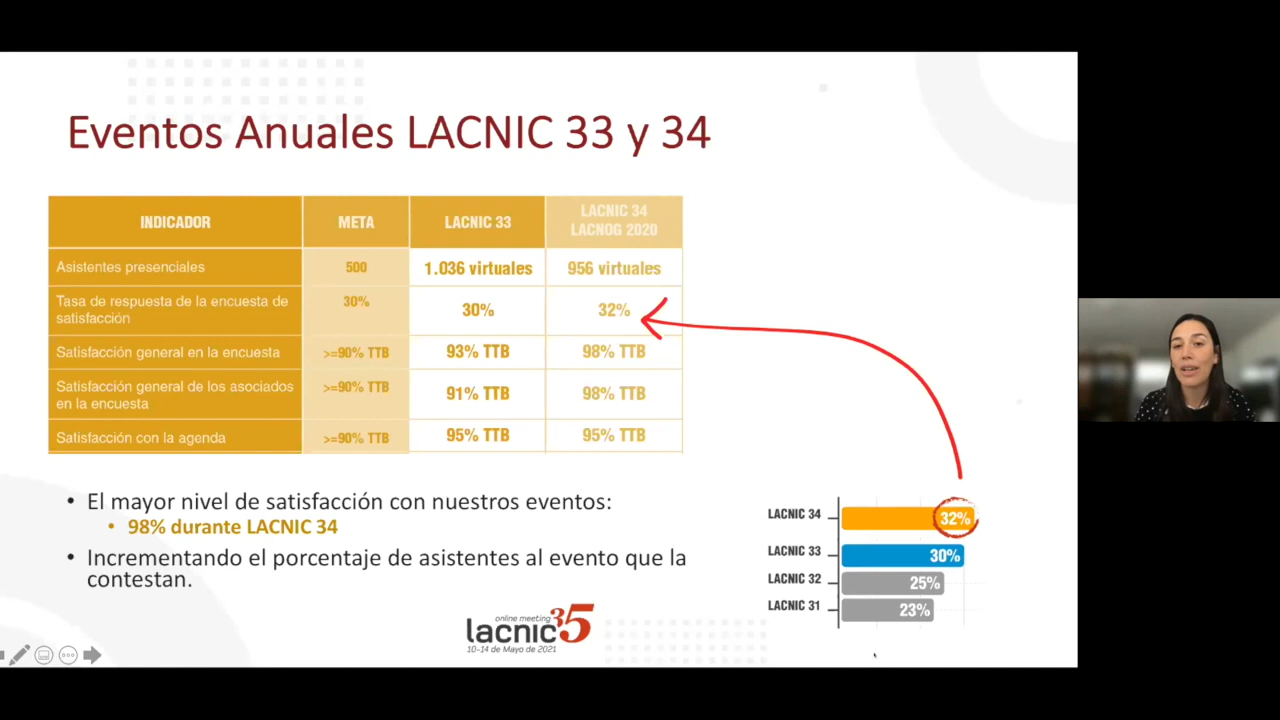 Eventos Anuales LACNIC 33 y 34
INDICADOR META LACNIC 33 LACNIC 34
LACNOG 2020
Asistentes presenciales 500 1.036 virtuales 956 virtuales
Tasa de respuesta de la encuesta de
satisfacción 30% 30% 32%
Satisfacción general en la encuesta >=90% TTB 93% TTB 98% TTB
Satisfacción general de los asociados
en la encuesta >=90% TTB 91% TTB 98% TTB
Satisfacción con la agenda >=90% TTB 95% TTB 95% TTB
• El mayor nivel de satisfacción con nuestros eventos:
• 98% durante LACNIC 34
• Incrementando el porcentaje de asistentes al evento que la
contestan.
LACNIC 34 32%
LACNIC 33 30%
LACNIC 32 25%
LACNIC 31 23%
online meeting
lacnic 35
10-14 de Mayo de 2021